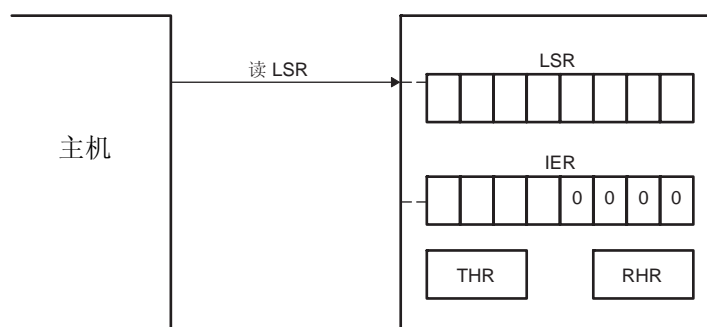 LSR
读 LSR
主机
IER
0 0 0 0
THR RHR